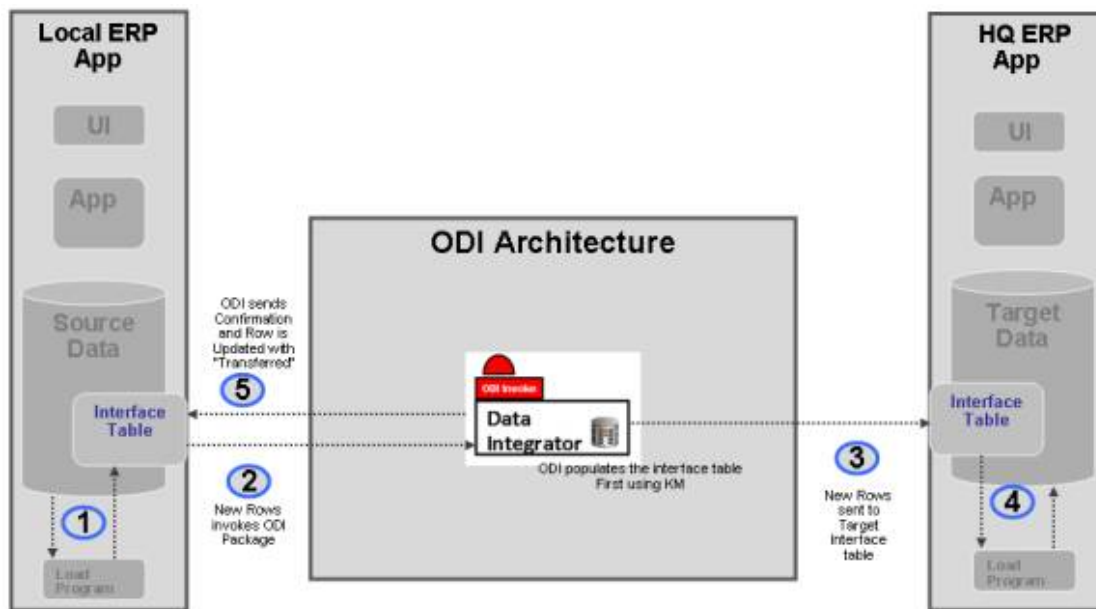 Local ERP
App
UI
App
Source
Data
Interface
Table
1
Load
Program
ODI Architecture
ODI sends
Confirmation
and Row is
Updated with
"Transferred"
5
2
New Rows
invokes ODI
Package
ODI Invoke
Data
Integrator
ODI populates the interface table
First using KM
3
New Rows
sent to
Target
Interface
table
HQ ERP
App
UI
App
Target
Data
Interface
Table
4
Load
Program